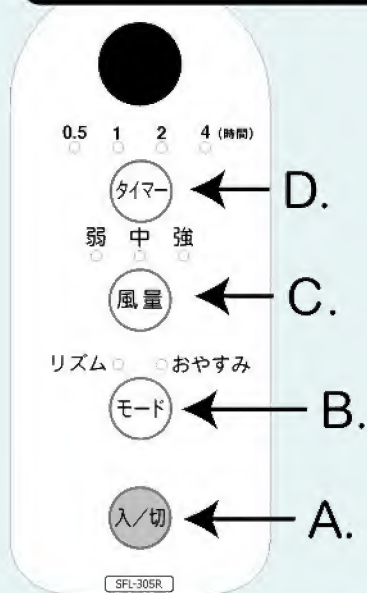 0.5 1 2 4 (時間)
タイマー
D.
弱 中 強
風量
C.
リズム おやすみ
モード
B.
入/切
A.
SFL-305R